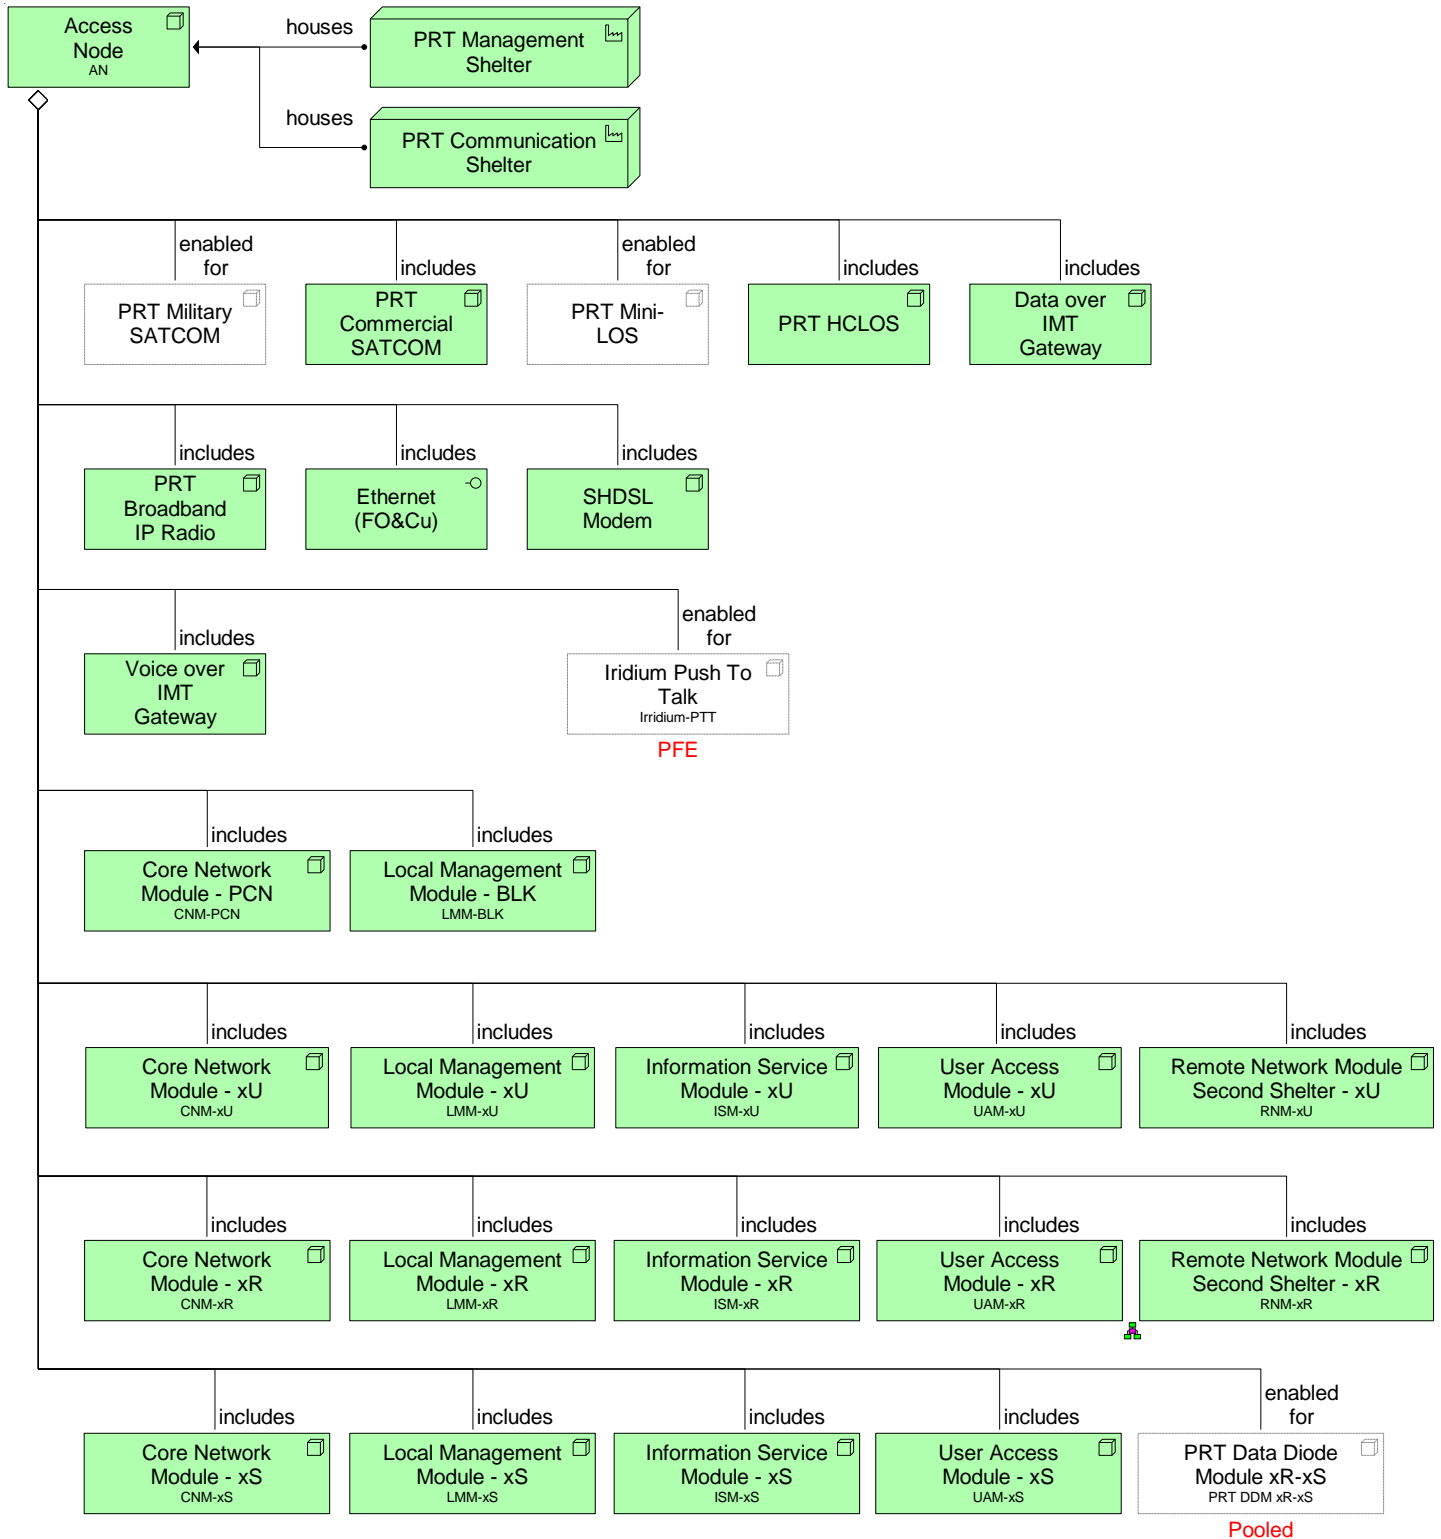 Access
Node
AN
houses
PRT Management
Shelter
houses
PRT Communication
Shelter
enabled
for
includes
enabled
for
includes
includes
PRT Military
SATCOM
PRT
Commercial
SATCOM
PRT Mini-
LOS
PRT HCLOS
Data over
IMT
Gateway
includes
includes
includes
PRT
Broadband
IP Radio
Ethernet
(FO&Cu)
SHDSL
Modem
includes
enabled
for
Voice over
IMT
Gateway
Iridium Push To
Talk
Irridium-PTT
PFE
includes
includes
Core Network
Module - PCN
CNM-PCN
Local Management
Module - BLK
LMM-BLK
includes
includes
includes
includes
includes
Core Network
Module - xU
CNM-xU
Local Management
Module - xU
LMM-xU
Information Service
Module - xU
ISM-xU
User Access
Module - xU
UAM-xU
Remote Network Module
Second Shelter - xU
RNM-xU
includes
includes
includes
includes
includes
Core Network
Module - xR
CNM-xR
Local Management
Module - xR
LMM-xR
Information Service
Module - xR
ISM-xR
User Access
Module - xR
UAM-xR
Remote Network Module
Second Shelter - xR
RNM-xR
includes
includes
includes
includes
enabled
for
Core Network
Module - xS
CNM-xS
Local Management
Module - xS
LMM-xS
Information Service
Module - xS
ISM-xS
User Access
Module - xS
UAM-xS
PRT Data Diode
Module xR-xS
PRT DDM xR-xS
Pooled